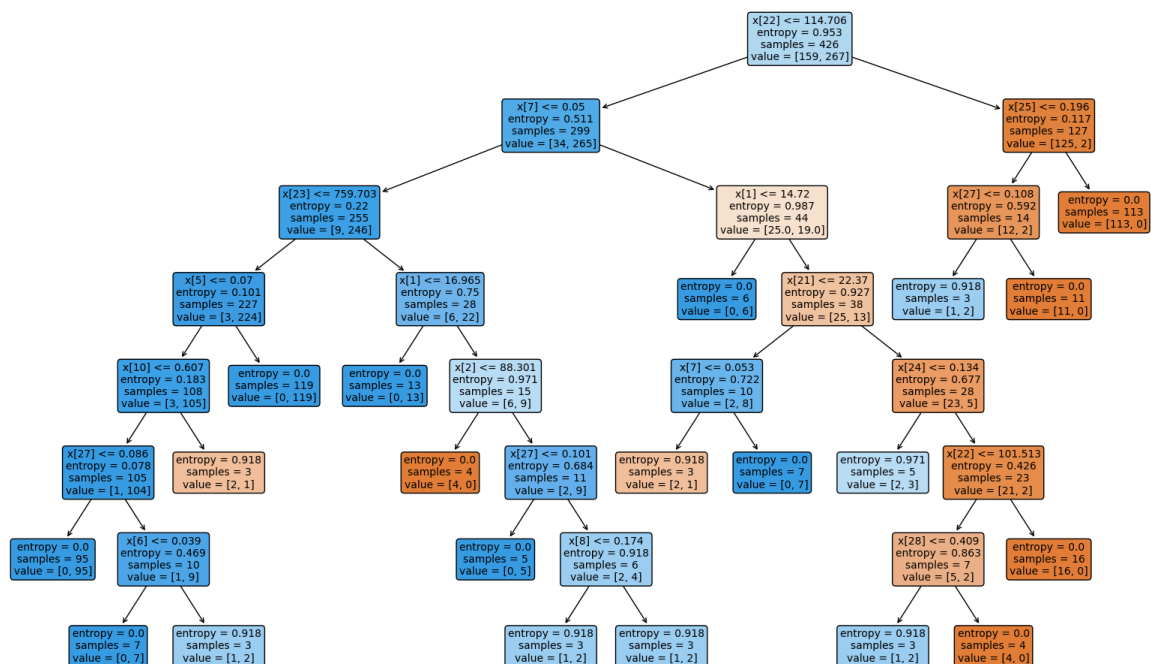 x[22] <= 114.706
entropy = 0.953
samples = 426
value = [159, 267]
x[7] <= 0.05
entropy = 0.511
samples = 299
value = [34, 265]
x[25] <= 0.196
entropy = 0.117
samples = 127
value = [125, 2]
x[23] <= 759.703
entropy = 0.22
samples = 255
value = [9, 246]
x[1] <= 14.72
entropy = 0.987
samples = 44
value = [25.0, 19.0]
x[27] <= 0.108
entropy = 0.592
samples = 14
value = [12, 2]
entropy = 0.0
samples = 113
value = [113, 0]
x[5] <= 0.07
entropy = 0.101
samples = 227
value = [3, 224]
x[1] <= 16.965
entropy = 0.75
samples = 28
value = [6, 22]
entropy = 0.0
samples = 6
value = [0, 6]
x[21] <= 22.37
entropy = 0.927
samples = 38
value = [25, 13]
entropy = 0.918
samples = 3
value = [1, 2]
entropy = 0.0
samples = 11
value = [11, 0]
x[10] <= 0.607
entropy = 0.183
samples = 108
value = [3, 105]
entropy = 0.0
samples = 119
value = [0, 119]
entropy = 0.0
samples = 13
value = [0, 13]
x[2] <= 88.301
entropy = 0.971
samples = 15
value = [6, 9]
x[7] <= 0.053
entropy = 0.722
samples = 10
value = [2, 8]
x[24] <= 0.134
entropy = 0.677
samples = 28
value = [23, 5]
x[27] <= 0.086
entropy = 0.078
samples = 105
value = [1, 104]
entropy = 0.918
samples = 3
value = [2, 1]
entropy = 0.0
samples = 4
value = [4, 0]
x[27] <= 0.101
entropy = 0.684
samples = 11
value = [2, 9]
entropy = 0.918
samples = 3
value = [2, 1]
entropy = 0.0
samples = 7
value = [0, 7]
entropy = 0.971
samples = 5
value = [2, 3]
x[22] <= 101.513
entropy = 0.426
samples = 23
value = [21, 2]
entropy = 0.0
samples = 95
value = [0, 95]
x[6] <= 0.039
entropy = 0.469
samples = 10
value = [1, 9]
entropy = 0.0
samples = 5
value = [0, 5]
x[8] <= 0.174
entropy = 0.918
samples = 6
value = [2, 4]
x[28] <= 0.409
entropy = 0.863
samples = 7
value = [5, 2]
entropy = 0.0
samples = 16
value = [16, 0]
entropy = 0.0
samples = 7
value = [0, 7]
entropy = 0.918
samples = 3
value = [1, 2]
entropy = 0.918
samples = 3
value = [1, 2]
entropy = 0.918
samples = 3
value = [1, 2]
entropy = 0.918
samples = 3
value = [1, 2]
entropy = 0.0
samples = 4
value = [4, 0]